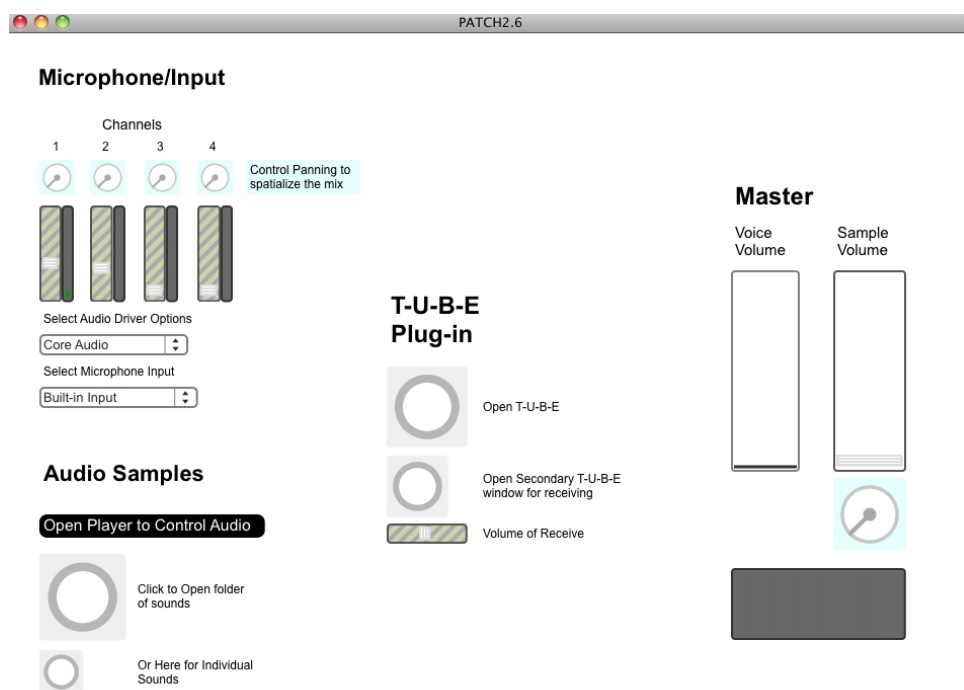 PATCH2.6
Microphone/Input
Channels
1 2 3 4
Control Panning to
spatialize the mix
Select Audio Driver Options
Core Audio
Select Microphone Input
Built-in Input
Audio Samples
Open Player to Control Audio
Click to Open folder
of sounds
Or Here for Individual
Sounds
T-U-B-E
Plug-in
Open T-U-B-E
Open Secondary T-U-B-E
window for receiving
Volume of Receive
Master
Voice
Volume
Sample
Volume